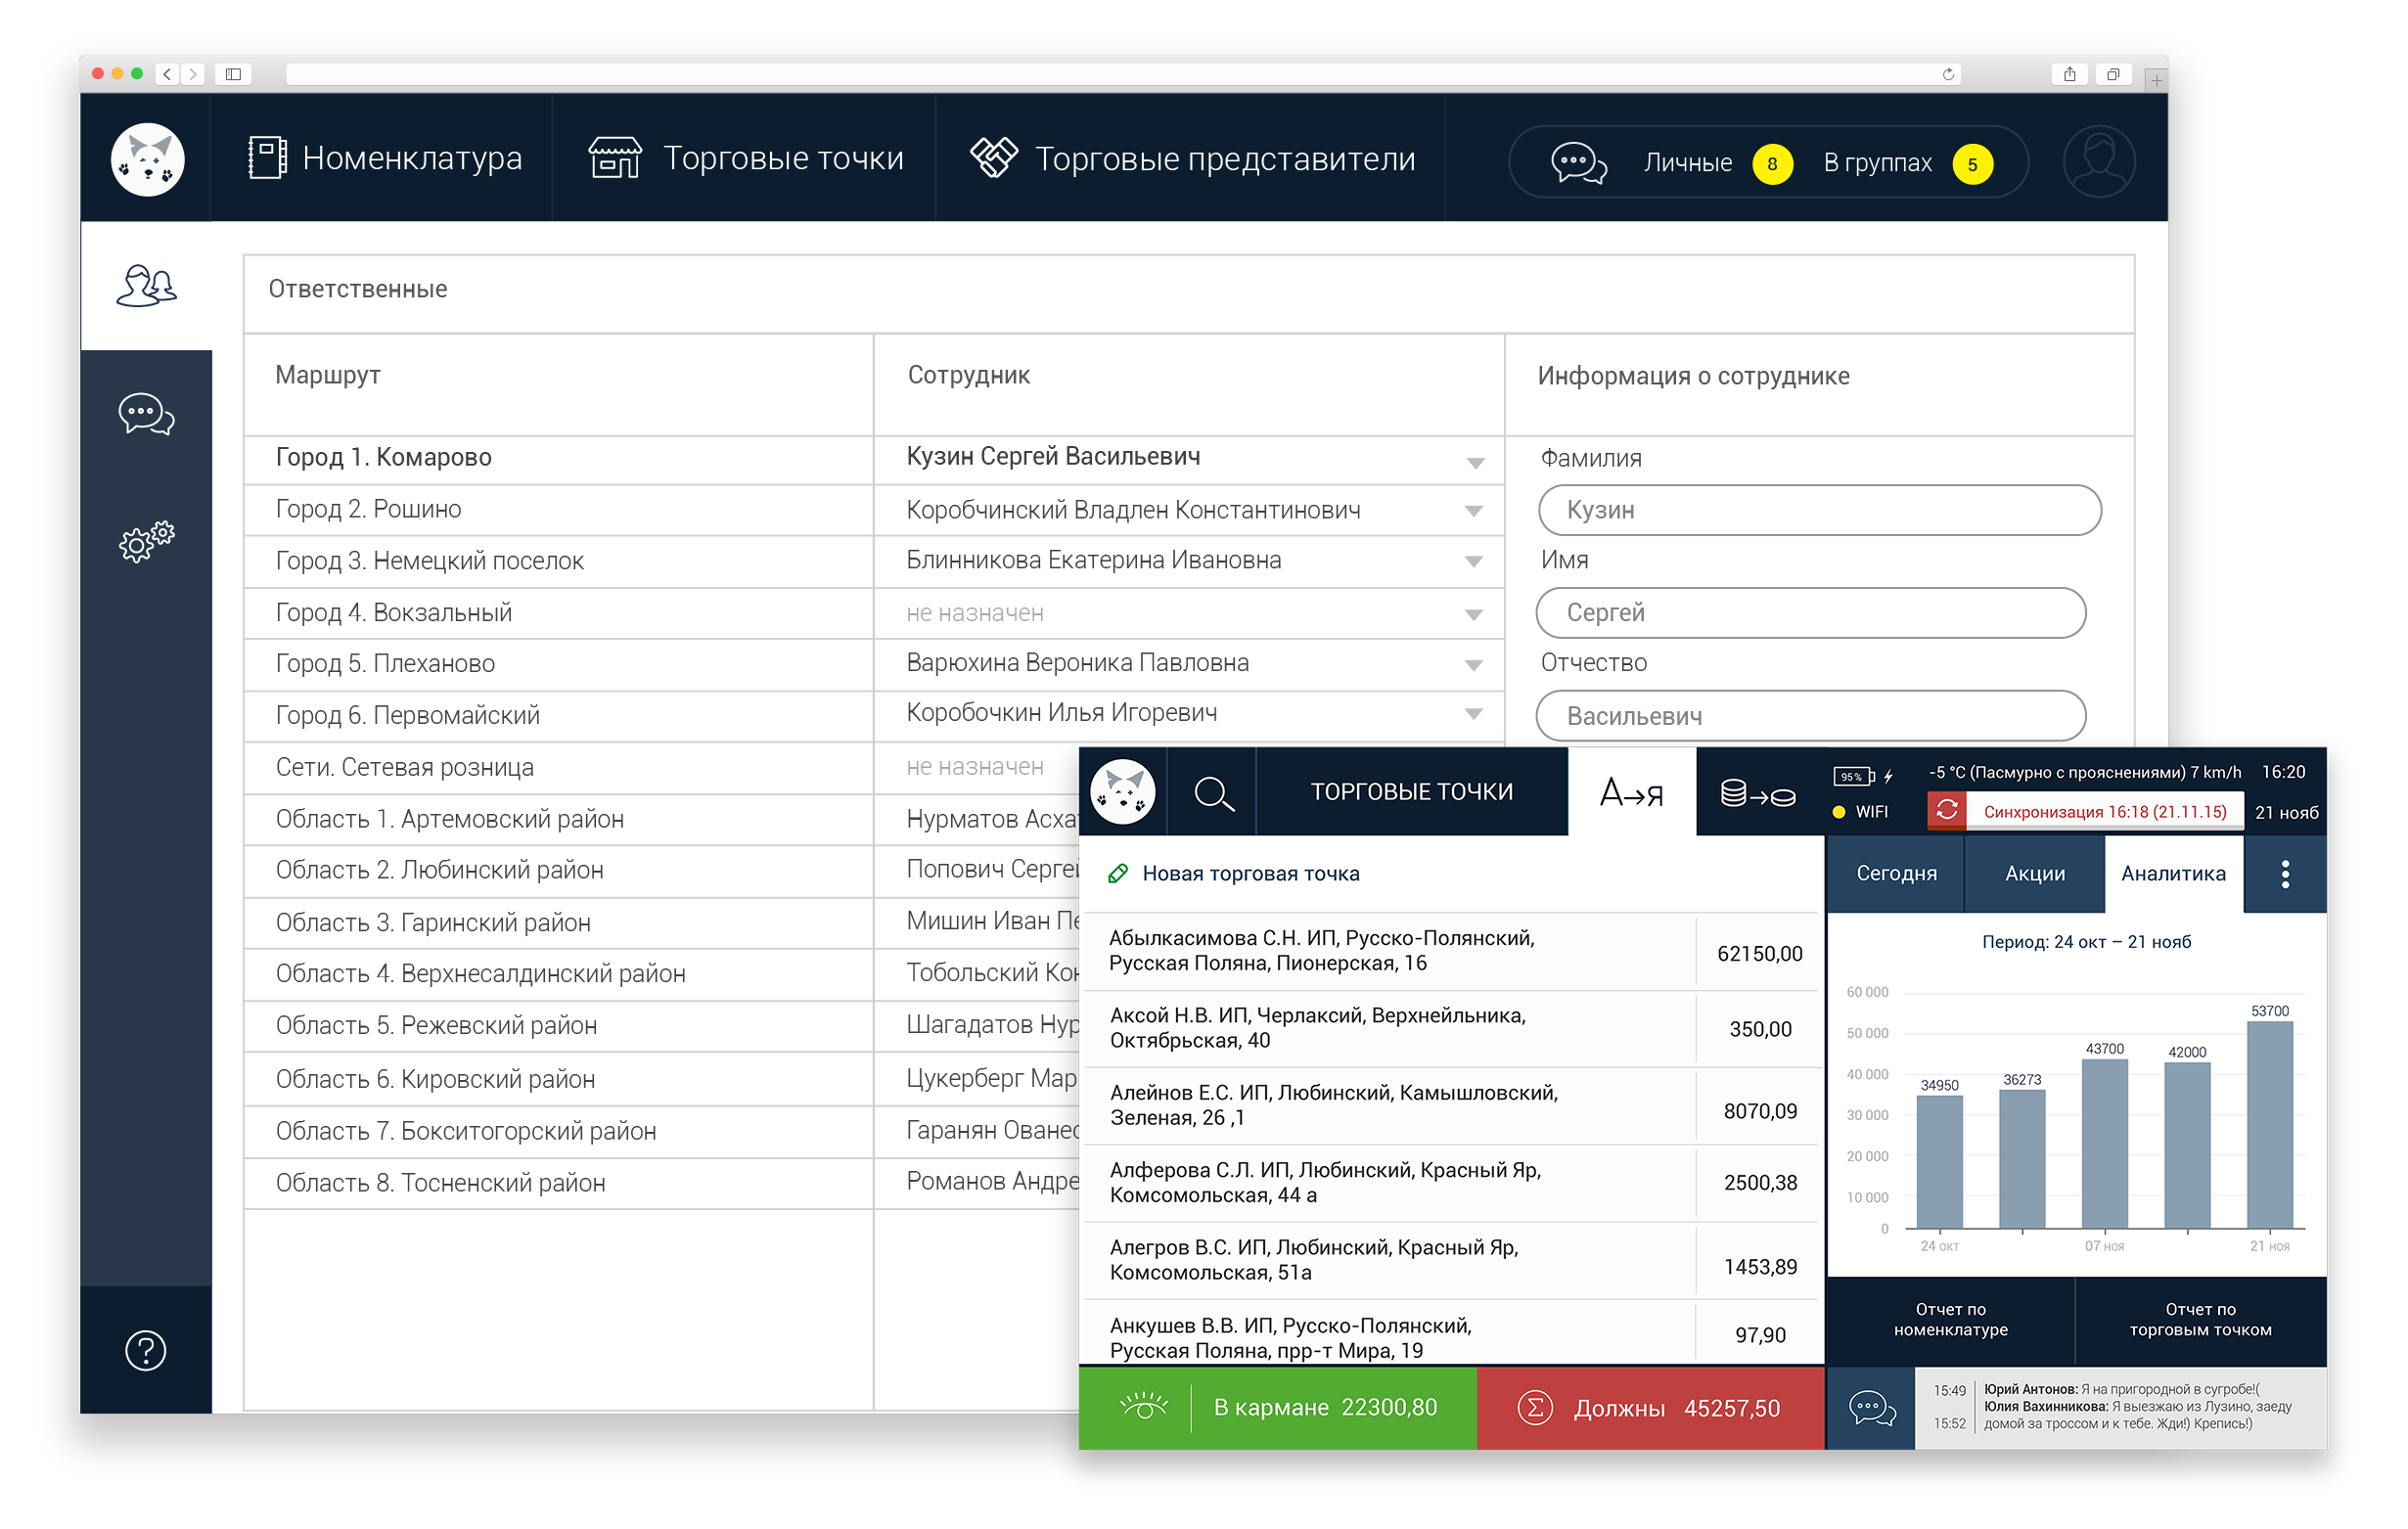 Номенклатура
Торговые точки
Торговые представители
Личные 8 В группах 5
Ответственные
Маршрут Сотрудник Информация о сотруднике
Город 1. Комарово Кузин Сергей Васильевич Фамилия
Город 2. Рошино Коробчинский Владлен Константинович Кузин
Город 3. Немецкий поселок Блинникова Екатерина Ивановна Имя
Город 4. Вокзальный не назначен Сергей
Город 5. Плеханово Варюхина Вероника Павловна Отчество
Город 6. Первомайский Коробочкин Илья Игоревич Васильевич
Сети. Сетевая розница не назначен
Область 1. Артемовский район Нурматов Асха
Область 2. Любинский район Попович Сергей
Область 3. Гаринский район Мишин Иван Пе
Область 4. Верхнесалдинский район Тобольский Кон
Область 5. Режевский район Шагадатов Нур
Область 6. Кировский район Цукерберг Мар
Область 7. Бокситогорский район Гаранян Ованес
Область 8. Тосненский район Романов Андре
ТОРГОВЫЕ ТОЧКИ
А→я
95%
-5 °C (Пасмурно с прояснениями) 7 km/h 16:20
WIFI
Синхронизация 16:18 (21.11.15)
21 нояб
Новая торговая точка
Абылкасимова С.Н. ИП, Русско-Полянский,
Русская Поляна, Пионерская, 16
62150,00
Аксой Н.В. ИП, Черлаксий, Верхнейльника,
Октябрьская, 40
350,00
Алейнов Е.С. ИП, Любинский, Камышловский,
Зеленая, 26 ,1
8070,09
Алферова С.Л. ИП, Любинский, Красный Яр,
Комсомольская, 44 а
2500,38
Алегров В.С. ИП, Любинский, Красный Яр,
Комсомольская, 51а
1453,89
Анкушев В.В. ИП, Русско-Полянский,
Русская Поляна, прр-т Мира, 19
97,90
В кармане 22300,80
Σ Должны 45257,50
Сегодня Акции Аналитика
Период: 24 окт – 21 нояб
60 000
50 000
40 000
30 000
20 000
10 000
0
34950
36273
43700
42000
53700
24 окт 07 ноя 21 ноя
Отчет по
номенклатуре
Отчет по
торговым точком
15:49 Юрий Антонов: Я на пригородной в сугробе!(
Юлия Вахинникова: Я выезжаю из Лузино, заеду
15:52 домой за троссом и к тебе. Жди!) Крепись!)
?